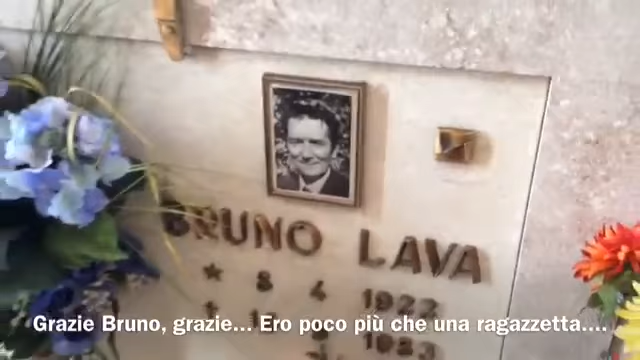 BRUNO LAVA
* 8 4 1922
Grazie Bruno, grazie... Ero poco più che una ragazzetta....